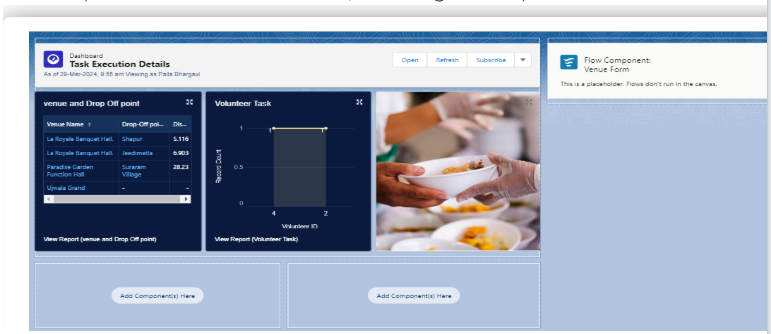 Dashboard
Task Execution Details
As of 29-Mar-2024, 9:55 am Viewing as Paila Bhargavi
Open Refresh Subscribe
Flow Component:
Venue Form
This is a placeholder. Flows don't run in the canvas.
venue and Drop Off point
Venue Name ↑ Drop-Off poi... Dis...
La Royale Banquet Hall. Shapur 5.116
La Royale Banquet Hall. Jeedimetla 6.903
Paradise Garden Function Hall Suraram Village 28.23
Ujwala Grand - -
View Report (venue and Drop Off point)
Volunteer Task
Record Count
1
0.5
0
1 1
4 2
Volunteer ID
View Report (Volunteer Task)
Add Component(s) Here
Add Component(s) Here